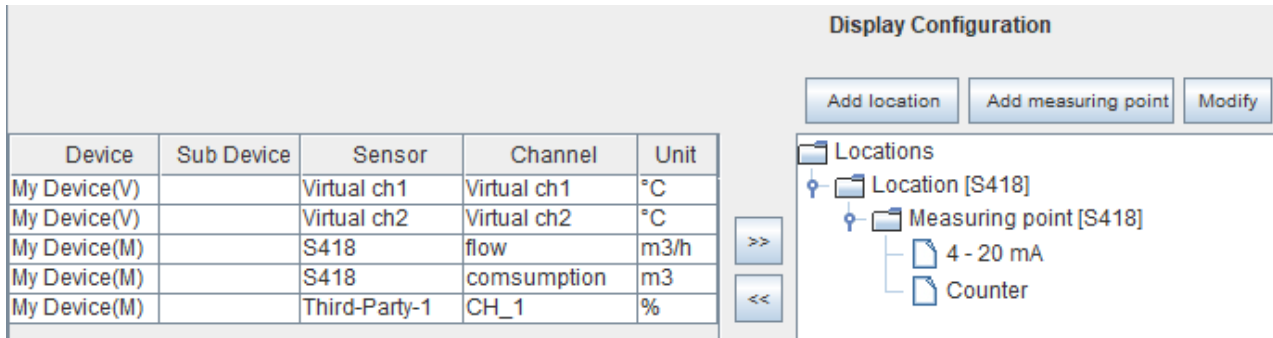 Display Configuration
Add location Add measuring point Modify
Device Sub Device Sensor Channel Unit
My Device(V) Virtual ch1 Virtual ch1 °C
My Device(V) Virtual ch2 Virtual ch2 °C
My Device(M) S418 flow m3/h
My Device(M) S418 comsumption m3
My Device(M) Third-Party-1 CH_1 %
>>
<<
Locations
Location [S418]
Measuring point [S418]
4 - 20 mA
Counter